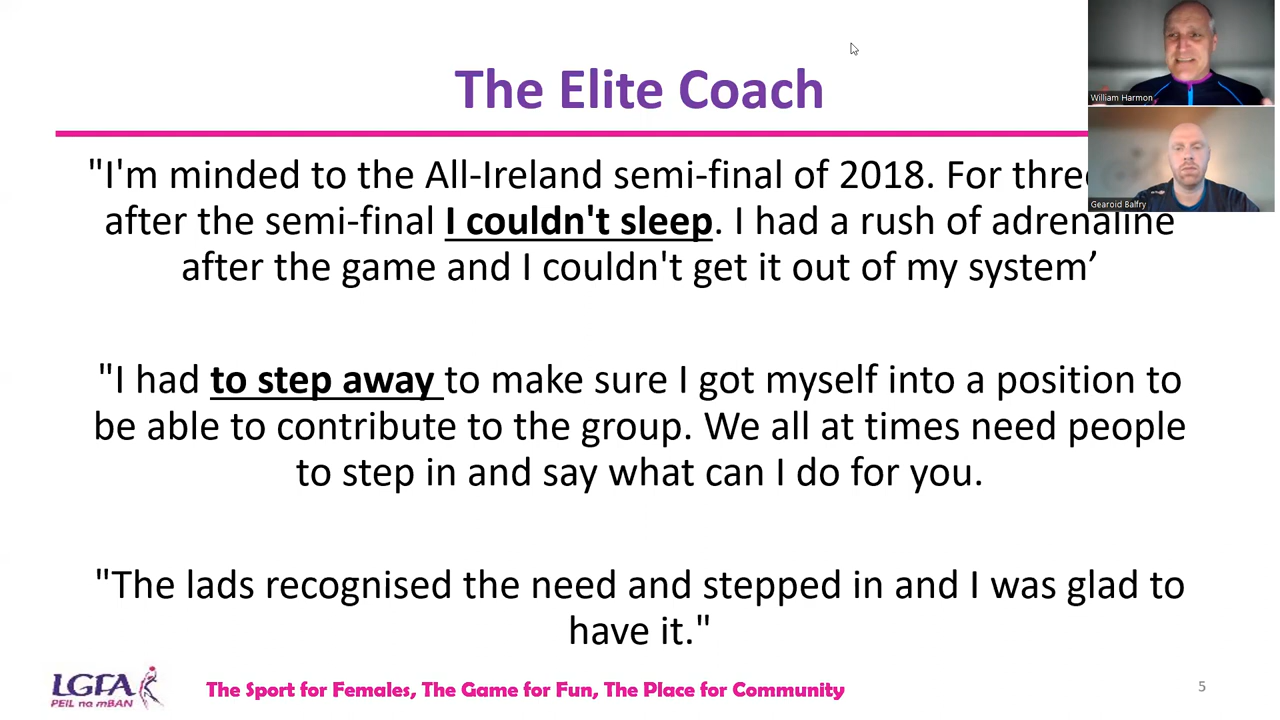 The Elite Coach
"I'm minded to the All-Ireland semi-final of 2018. For three
after the semi-final I couldn't sleep. I had a rush of adrenaline
after the game and I couldn't get it out of my system’
"I had to step away to make sure I got myself into a position to
be able to contribute to the group. We all at times need people
to step in and say what can I do for you.
"The lads recognised the need and stepped in and I was glad to
have it."
LGFA
PEIL na mBAN
The Sport for Females, The Game for Fun, The Place for Community
5
William Harmon
Gearoid Balfry